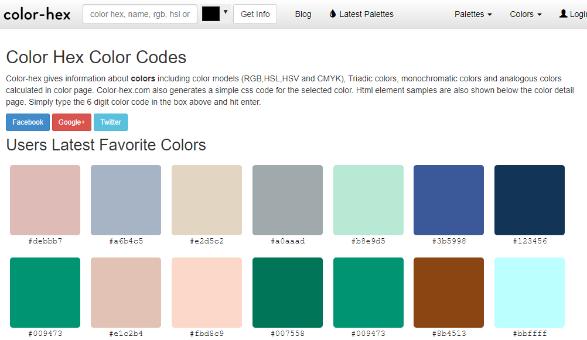 color-hex
color hex, name, rgb, hsl or
Get Info
Blog
Latest Palettes
Palettes
Colors
Login
Color Hex Color Codes
Color-hex gives information about colors including color models (RGB,HSL,HSV and CMYK), Triadic colors, monochromatic colors and analogous colors
calculated in color page. Color-hex.com also generates a simple css code for the selected color. Html element samples are also shown below the color detail
page. Simply type the 6 digit color code in the box above and hit enter.
Facebook
Google+
Twitter
Users Latest Favorite Colors
#debbb7
#a6b4c5
#e2d5c2
#a0aaad
#b8e9d5
#3b5998
#123456
#009473
#e1c2b4
#fbd8c9
#007558
#009473
#8b4513
#bbffff